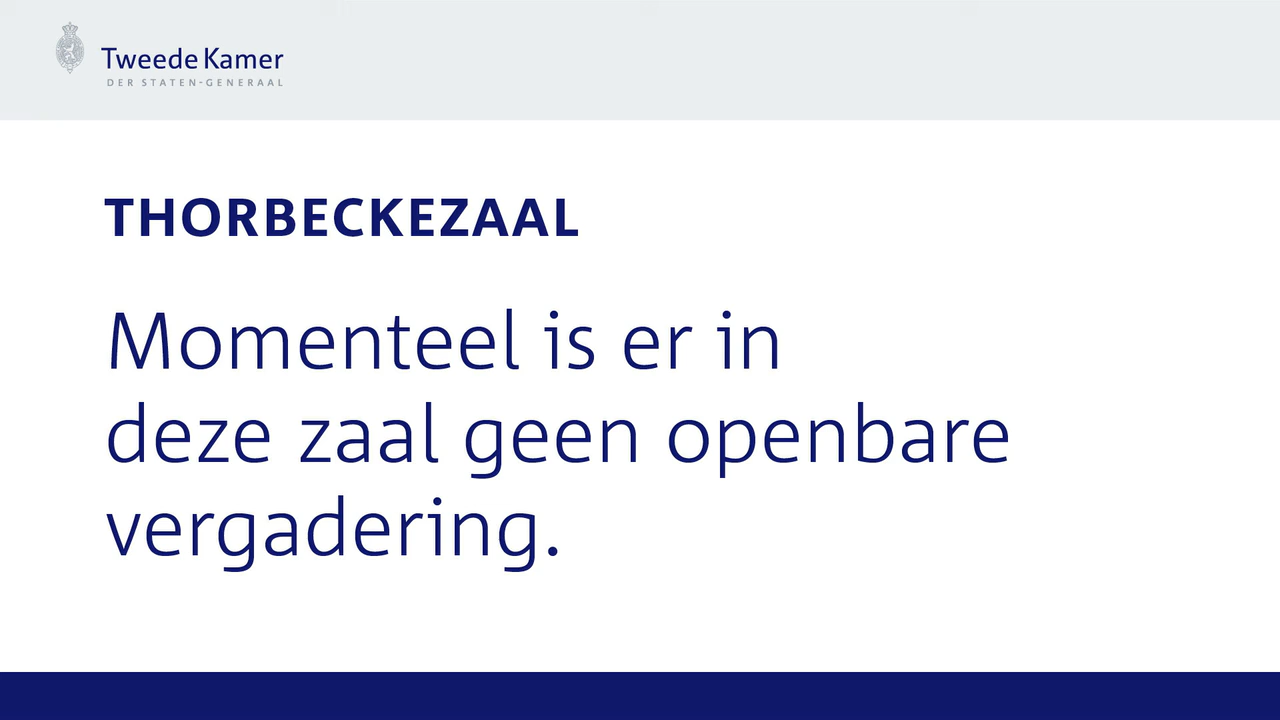 Tweede Kamer
DER STATEN-GENERAAL
THORBECKEZAAL
Momenteel is er in
deze zaal geen openbare
vergadering.